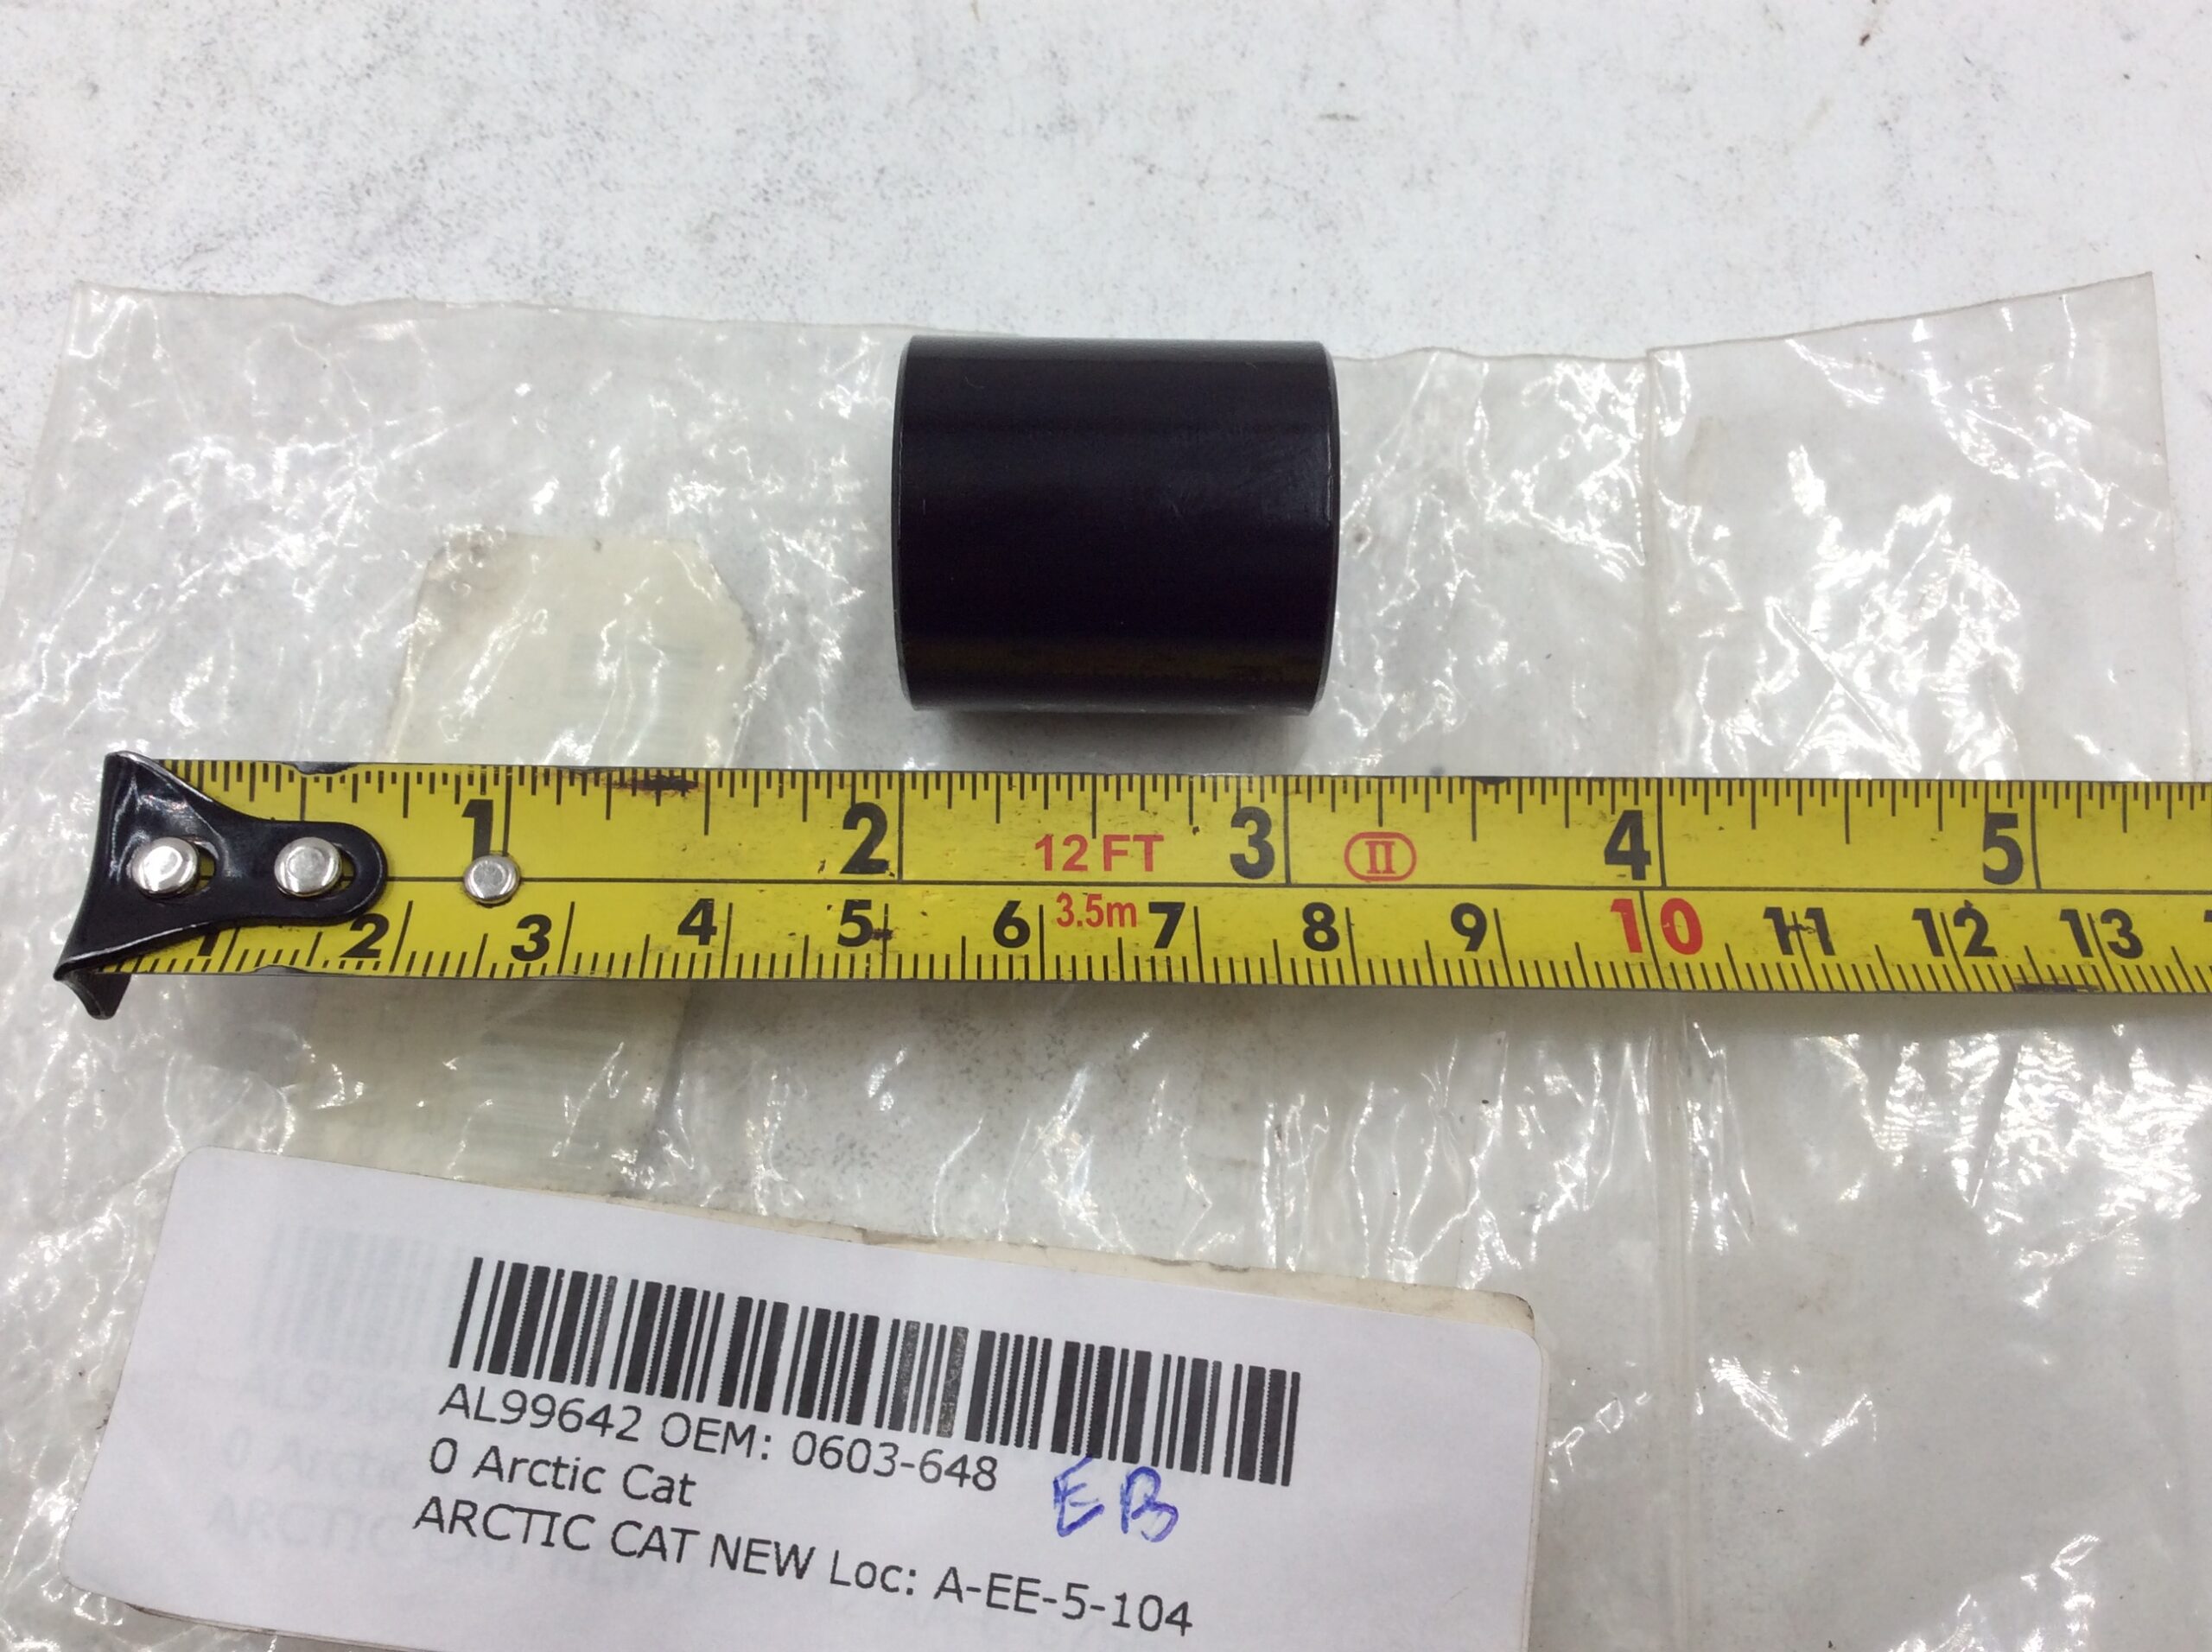 1 2 12 FT 3 II 4 5
1 2 3 4 5 6 3.5m 7 8 9 10 11 12 13
AL99642 OEM: 0603-648
0 Arctic Cat EB
ARCTIC CAT NEW Loc: A-EE-5-104